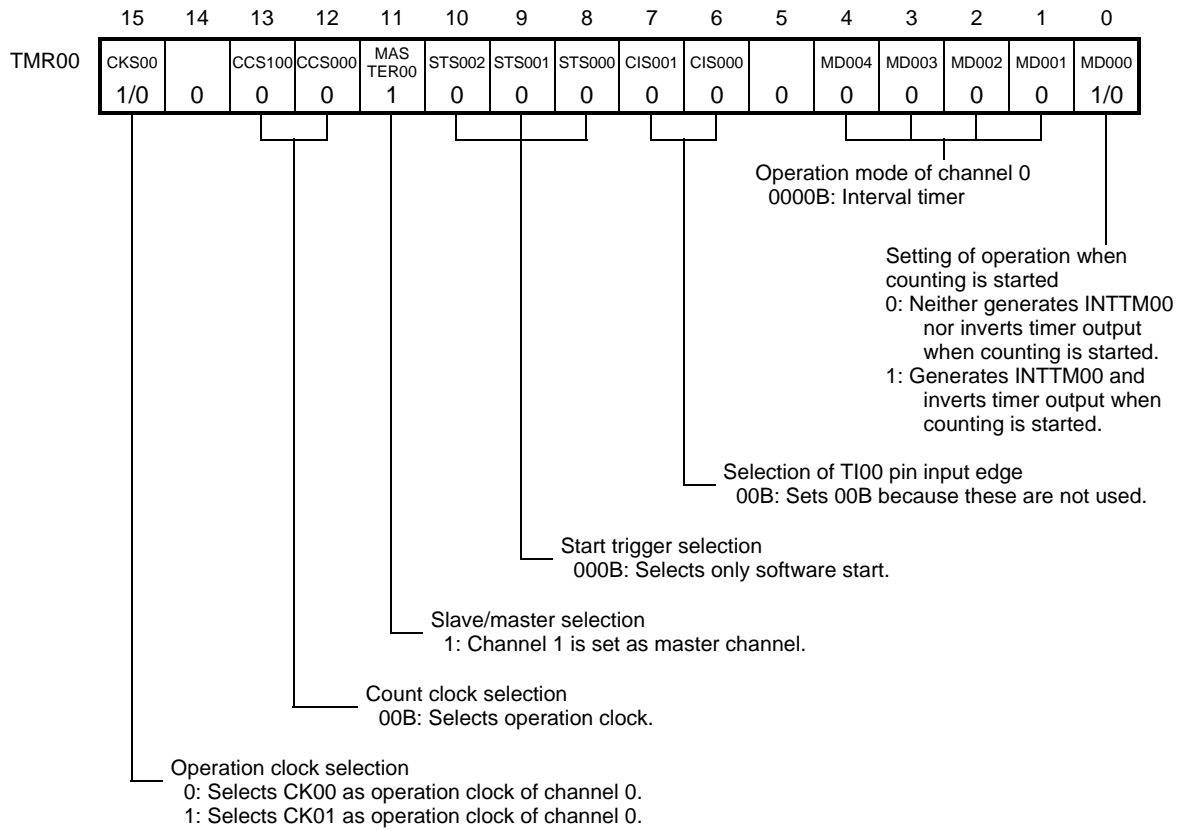 15 14 13 12 11 10 9 8 7 6 5 4 3 2 1 0
TMR00 CKS00 CCS100 CCS000 MAS TER00 STS002 STS001 STS000 CIS001 CIS000 MD004 MD003 MD002 MD001 MD000
1/0 0 0 0 1 0 0 0 0 0 0 0 0 0 0 1/0
Operation mode of channel 0
0000B: Interval timer
Setting of operation when
counting is started
0: Neither generates INTTM00
nor inverts timer output
when counting is started.
1: Generates INTTM00 and
inverts timer output when
counting is started.
Selection of TI00 pin input edge
00B: Sets 00B because these are not used.
Start trigger selection
000B: Selects only software start.
Slave/master selection
1: Channel 1 is set as master channel.
Count clock selection
00B: Selects operation clock.
Operation clock selection
0: Selects CK00 as operation clock of channel 0.
1: Selects CK01 as operation clock of channel 0.